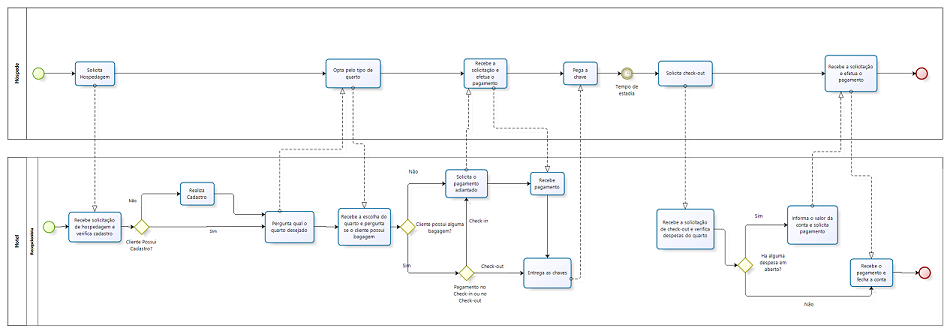 Hospede
Solicita
Hospedagem
Opta pelo tipo de
quarto
Recebe a
solicitação e
efetua o
pagamento
Pega a
chave
Tempo de
estadia
Solicita check-out
Recebe a solicitação
e efetua o
pagamento
Hotel
Recepcionista
Recebe solicitação
de hospedagem e
verifica cadastro
Não
Realiza
Cadastro
Sim
Cliente Possui
Cadastro?
Pergunta qual o
quarto desejado
Recebe a escolha do
quarto e pergunta
se o cliente possui
bagagem
Não
Cliente possui alguma
bagagem?
Sim
Solicita o
pagamento
adiantado
Check-in
Check-out
Pagamento no
Check-in ou no
Check-out
Recebe
pagamento
Entrega as chaves
Recebe a solicitação
de check-out e verifica
despesas do quarto
Sim
Há alguma
despesa em
aberto?
Não
Informa o valor da
conta e solicita
pagamento
Recebe o
pagamento e
fecha a conta